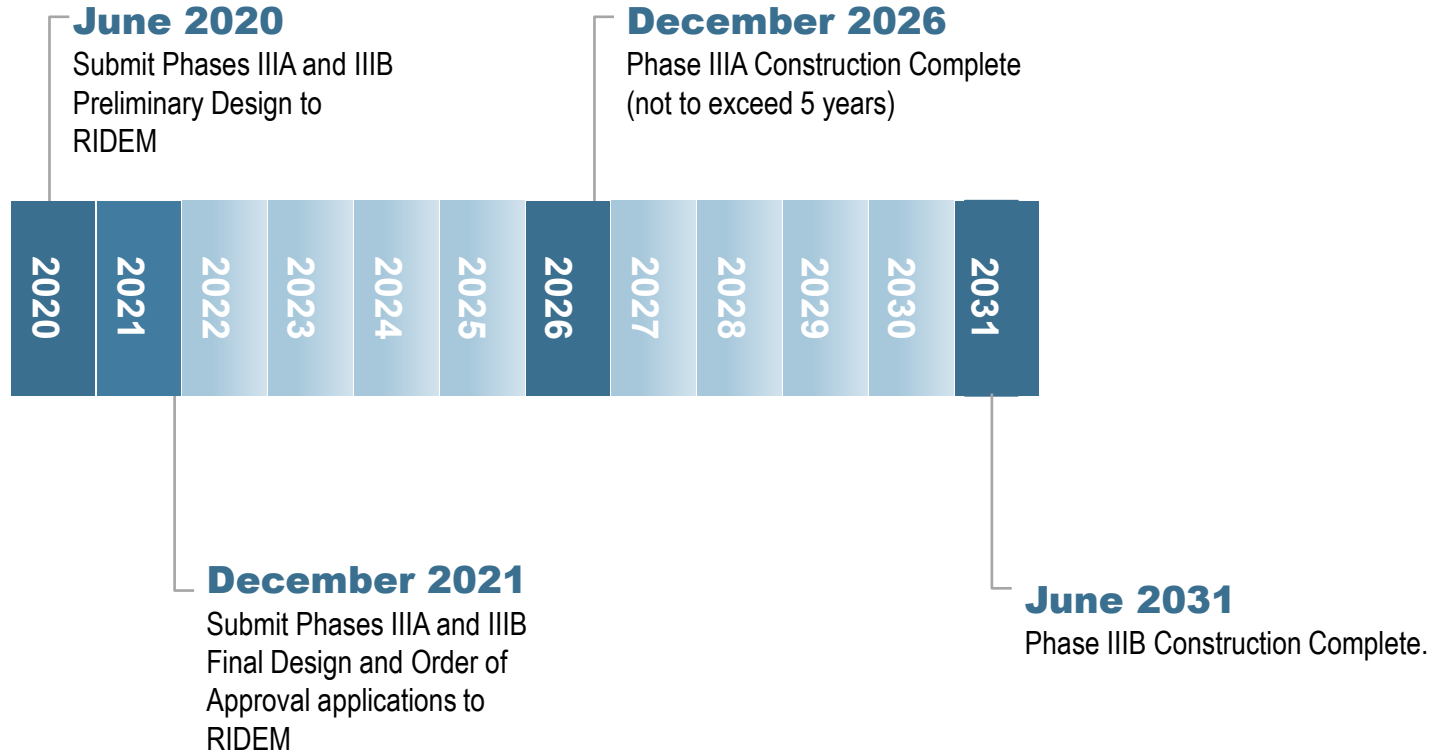 June 2020
Submit Phases IIIA and IIIB
Preliminary Design to
RIDEM
December 2026
Phase IIIA Construction Complete
(not to exceed 5 years)
2020
2021
2022
2023
2024
2025
2026
2027
2028
2029
2030
2031
December 2021
Submit Phases IIIA and IIIB
Final Design and Order of
Approval applications to
RIDEM
June 2031
Phase IIIB Construction Complete.